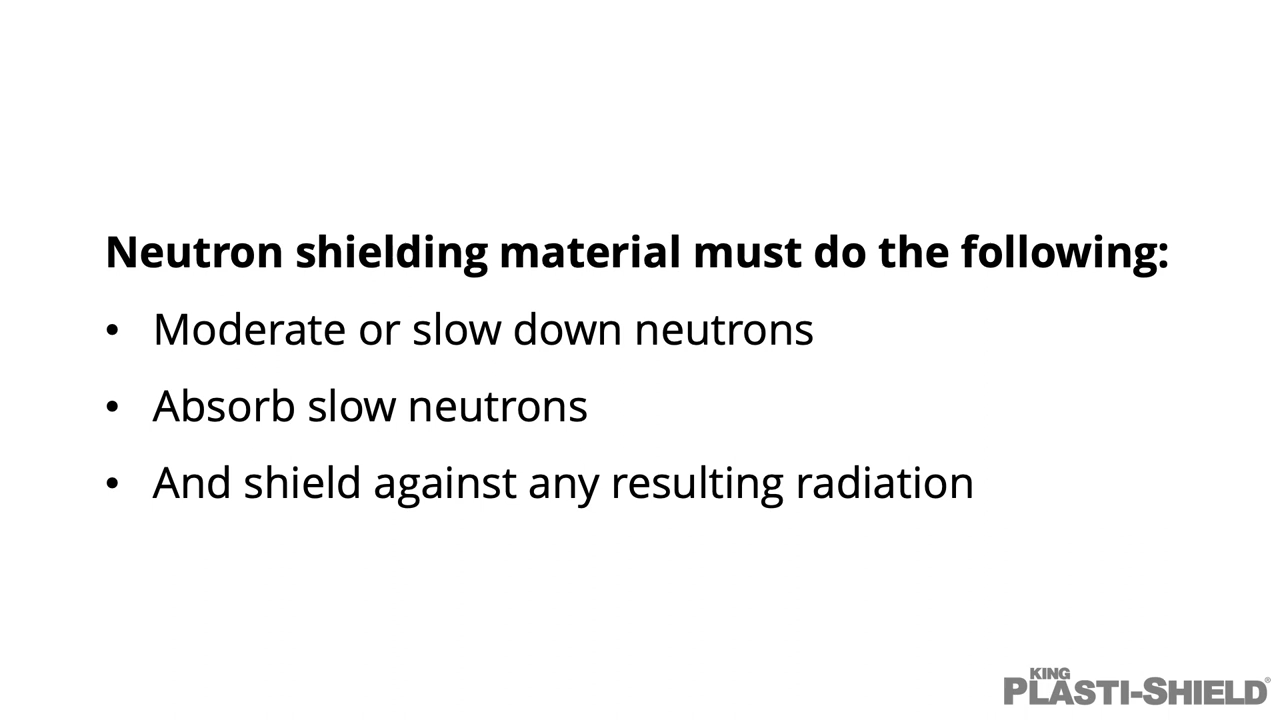 Neutron shielding material must do the following:
• Moderate or slow down neutrons
• Absorb slow neutrons
• And shield against any resulting radiation
KING
PLASTI-SHIELD®